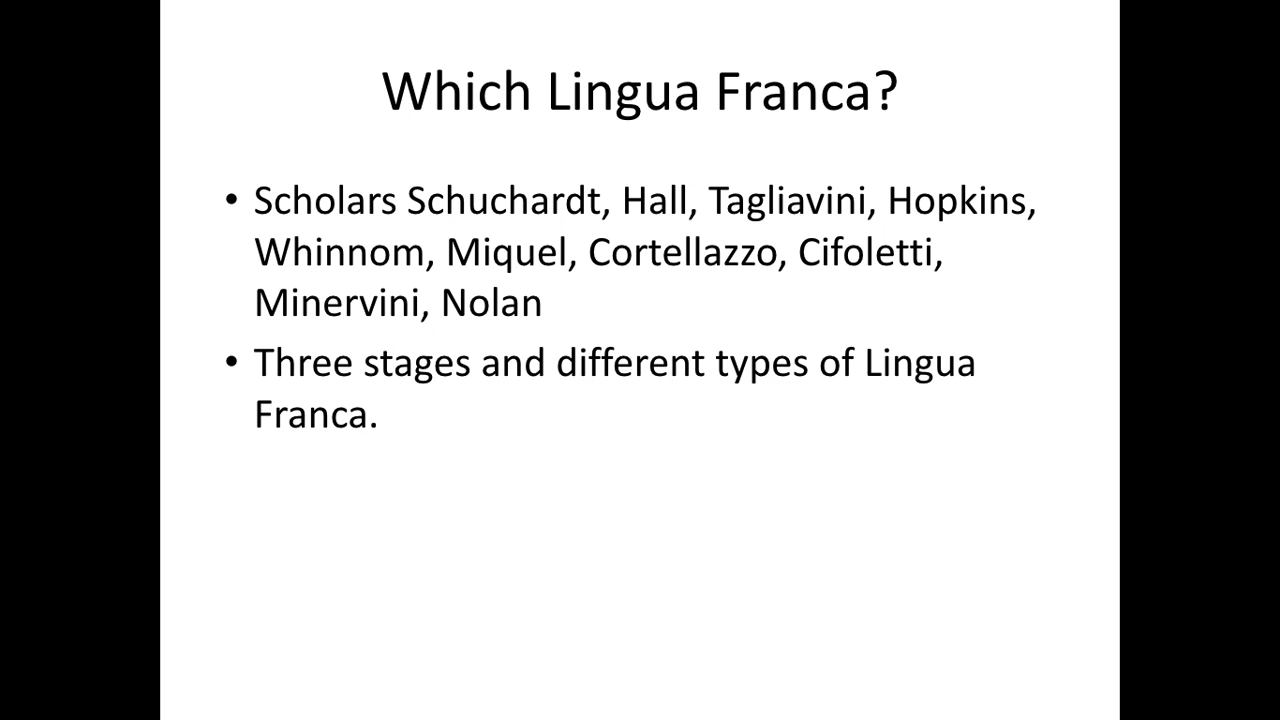 Which Lingua Franca?
• Scholars Schuchardt, Hall, Tagliavini, Hopkins,
Whinnom, Miquel, Cortellazzo, Cifoletti,
Minervini, Nolan
• Three stages and different types of Lingua
Franca.